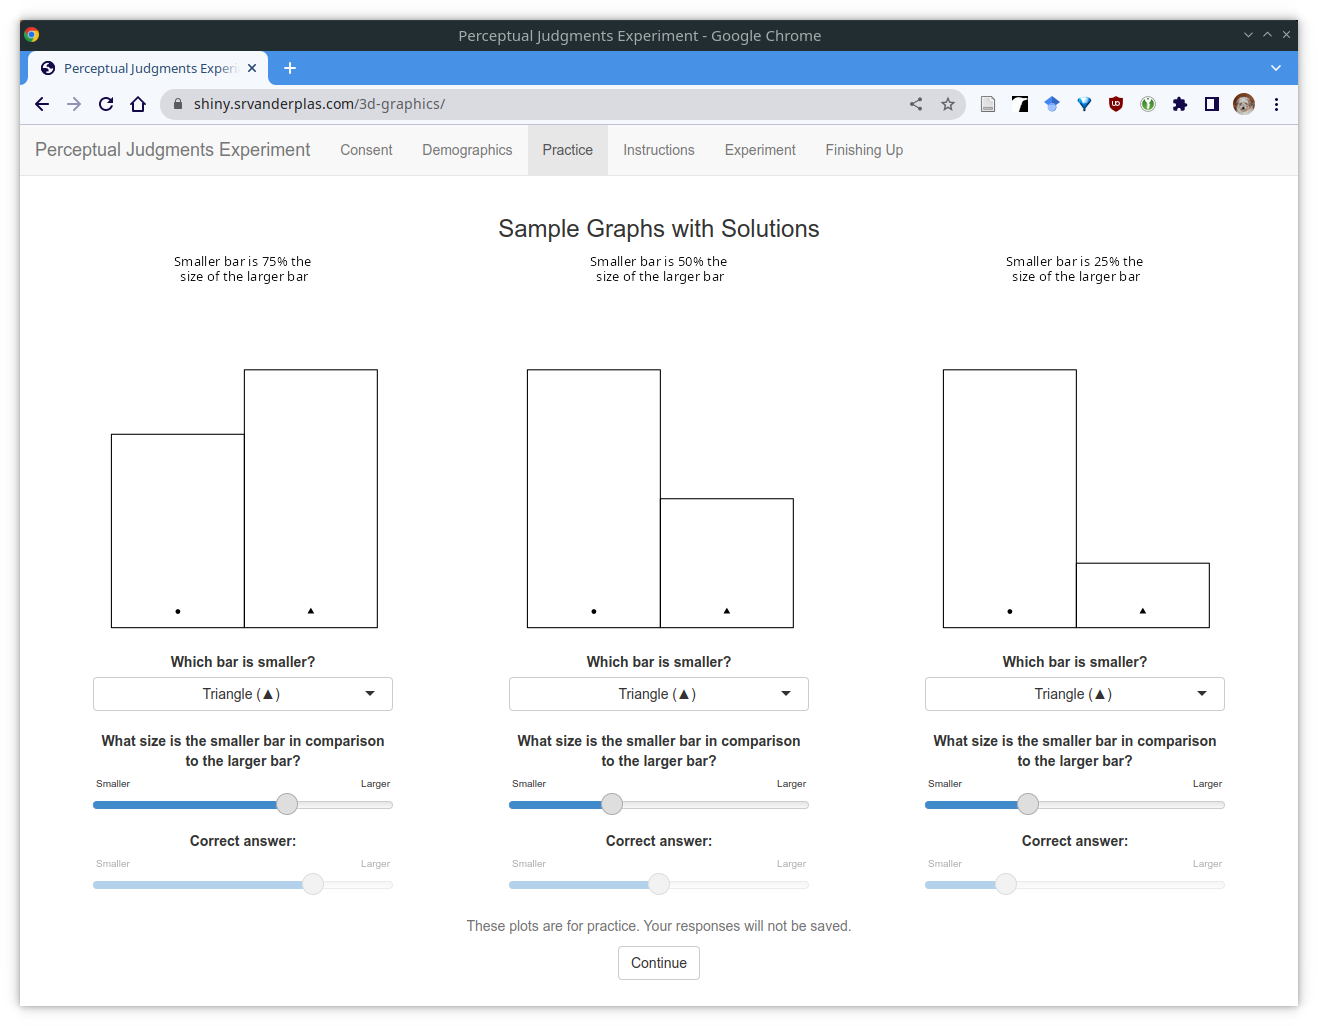 Perceptual Judgments Experiment - Google Chrome
Perceptual Judgments Experi
shiny.srvanderplas.com/3d-graphics/
Perceptual Judgments Experiment Consent Demographics Practice Instructions Experiment Finishing Up
Sample Graphs with Solutions
Smaller bar is 75% the
size of the larger bar
Smaller bar is 50% the
size of the larger bar
Smaller bar is 25% the
size of the larger bar
Which bar is smaller?
Triangle (▲)
What size is the smaller bar in comparison
to the larger bar?
Smaller Larger
Correct answer:
Smaller Larger
Which bar is smaller?
Triangle (▲)
What size is the smaller bar in comparison
to the larger bar?
Smaller Larger
Correct answer:
Smaller Larger
Which bar is smaller?
Triangle (▲)
What size is the smaller bar in comparison
to the larger bar?
Smaller Larger
Correct answer:
Smaller Larger
These plots are for practice. Your responses will not be saved.
Continue